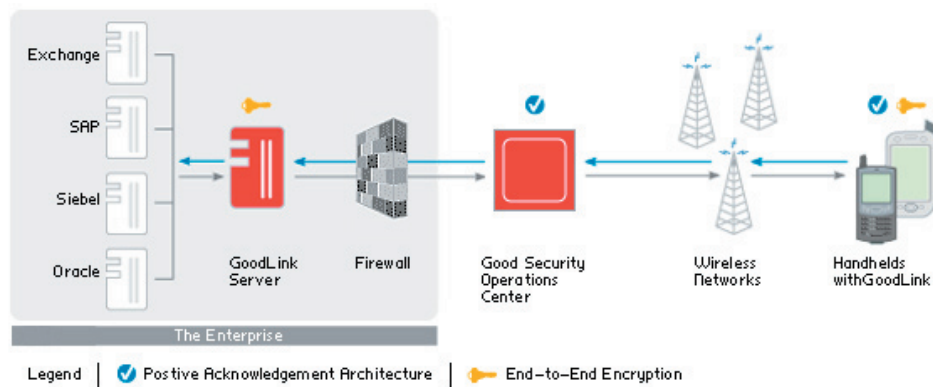 Exchange
SAP
Siebel
Oracle
GoodLink
Server
Firewall
Good Security
Operations
Center
Wireless
Networks
Handhelds
withGoodLink
The Enterprise
Legend
Postive Acknowledgement Architecture
End-to-End Encryption